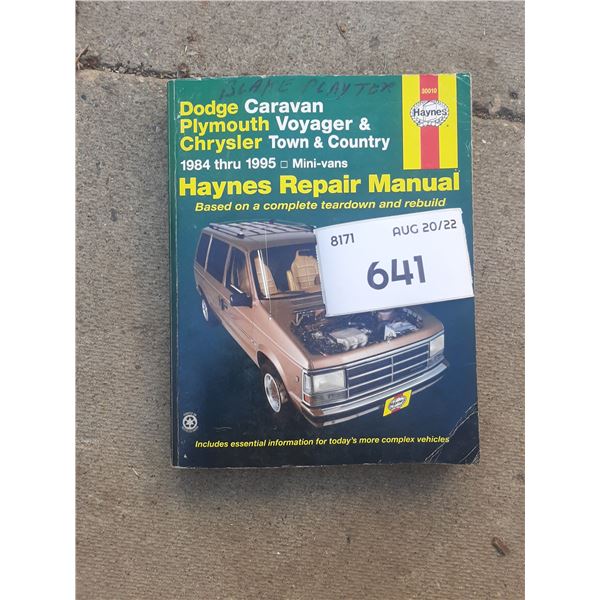 BLAKE PLAYTER
Dodge Caravan
Plymouth Voyager &
Chrysler Town & Country
1984 thru 1995 □ Mini-vans
Haynes Repair Manual
Based on a complete teardown and rebuild
30010
Haynes
8171 AUG 20/22
641
Includes essential information for today's more complex vehicles